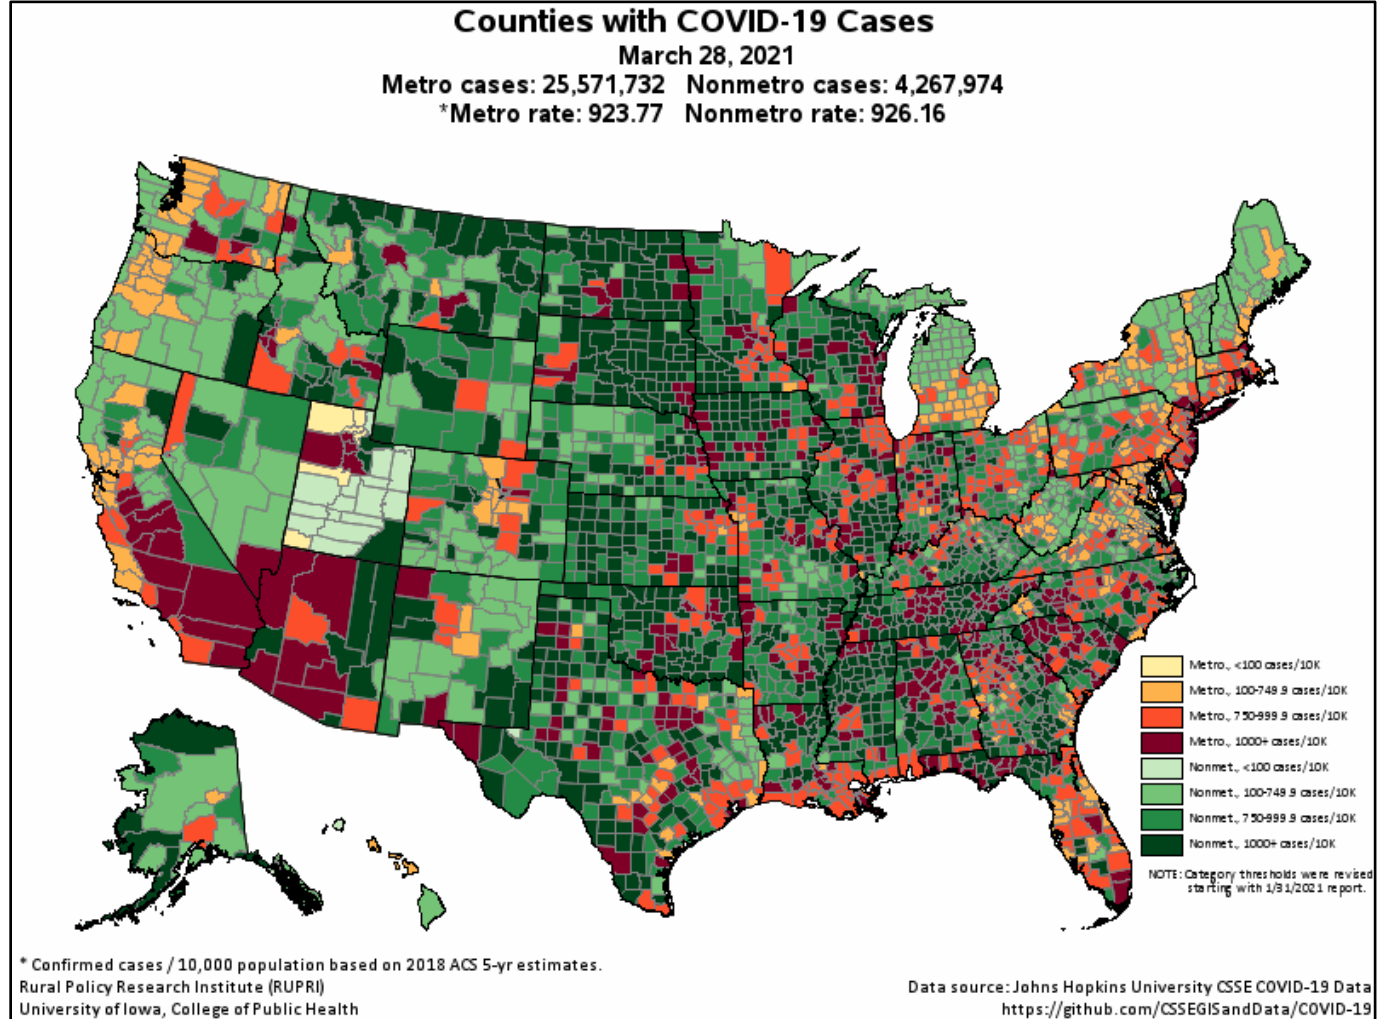 Counties with COVID-19 Cases
March 28, 2021
Metro cases: 25,571,732   Nonmetro cases: 4,267,974
*Metro rate: 923.77   Nonmetro rate: 926.16
Metro., <100 cases/10K
Metro., 100-749.9 cases/10K
Metro., 750-999.9 cases/10K
Metro., 1000+ cases/10K
Nonmet., <100 cases/10K
Nonmet., 100-749.9 cases/10K
Nonmet., 750-999.9 cases/10K
Nonmet., 1000+ cases/10K
NOTE: Category thresholds were revised
starting with 1/31/2021 report.
* Confirmed cases / 10,000 population based on 2018 ACS 5-yr estimates.
Rural Policy Research Institute (RUPRI)
University of Iowa, College of Public Health
Data source: Johns Hopkins University CSSE COVID-19 Data
https://github.com/CSSEGISandData/COVID-19